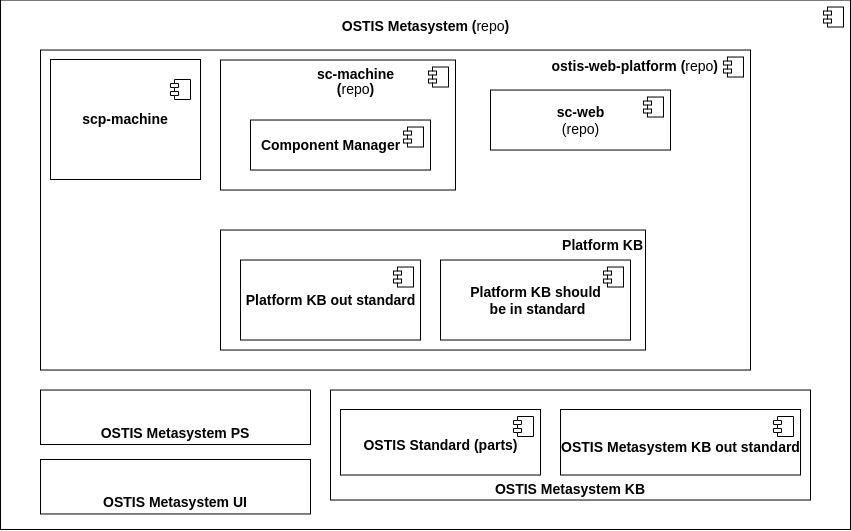 OSTIS Metasystem (repo)
ostis-web-platform (repo)
scp-machine
sc-machine
(repo)
Component Manager
sc-web
(repo)
Platform KB
Platform KB out standard
Platform KB should
be in standard
OSTIS Metasystem PS
OSTIS Metasystem UI
OSTIS Standard (parts)
OSTIS Metasystem KB out standard
OSTIS Metasystem KB